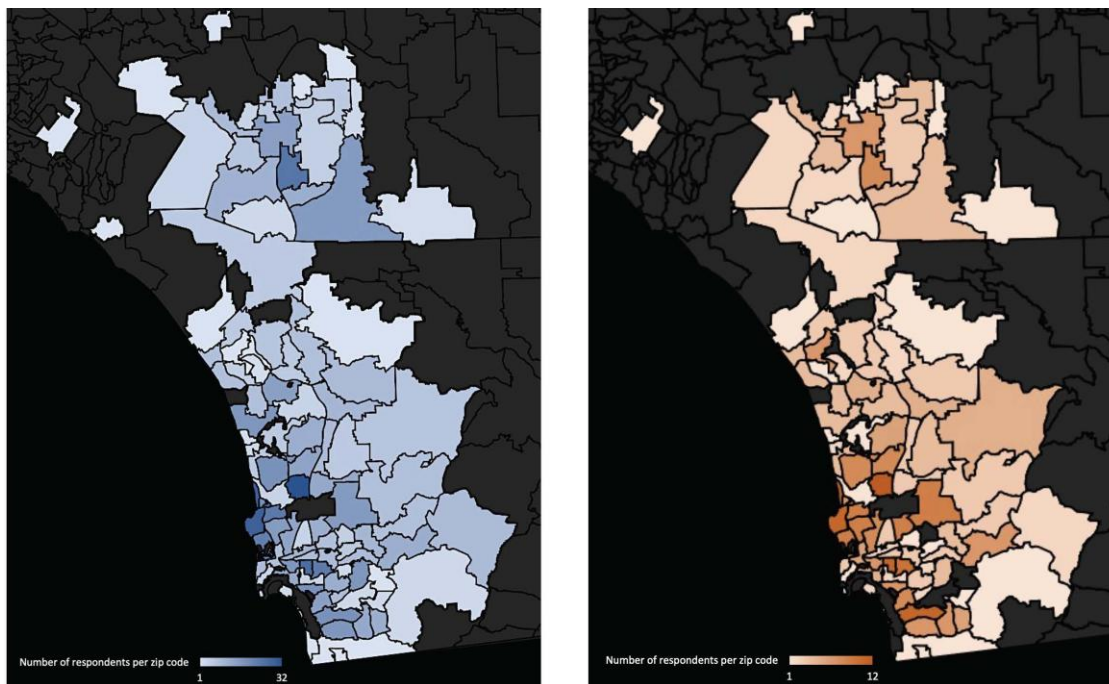 Number of respondents per zip code
1 32
Number of respondents per zip code
1 12